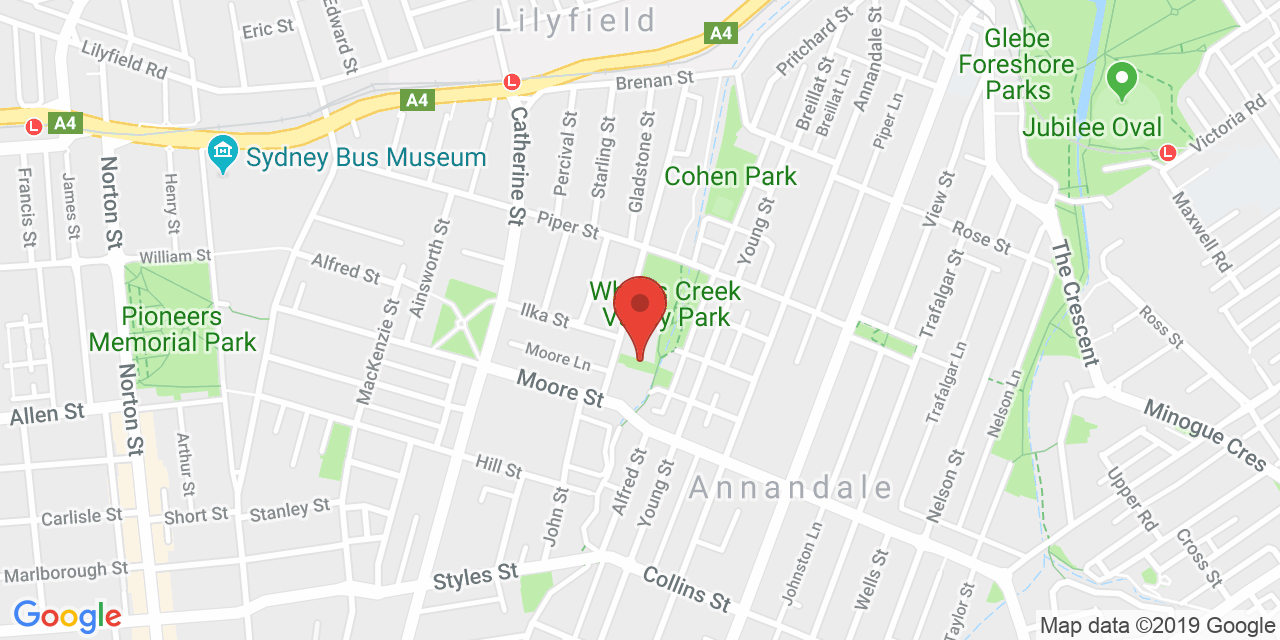 Lilyfield
A4
Edward St
Eric St
Lilyfield Rd
Brenan St
Pritchard St
Annandale St
Glebe
Foreshore
Parks
Jubilee Oval
Victoria Rd
A4
A4
Sydney Bus Museum
Catherine St
Percival St
Starling St
Gladstone St
Breillat St
Breillat Ln
Piper Ln
Cohen Park
Francis St
James St
Norton St
Henry St
William St
Piper St
Young St
View St
Rose St
Maxwell Rd
The Crescent
Alfred St
Ainsworth St
MacKenzie St
Pioneers
Memorial Park
Ilka St
Moore Ln
Creek
Park
Trafalgar St
Ross St
Trafalgar Ln
Nelson Ln
Minogue Cres
Moore St
Allen St
Norton St
Arthur St
Hill St
Alfred St
Young St
Annandale
Nelson St
Upper Rd
Cross St
Carlisle St
Short St
Stanley St
John St
Marlborough St
Styles St
Collins St
Johnston Ln
Wells St
Taylor St
Google
Map data ©2019 Google